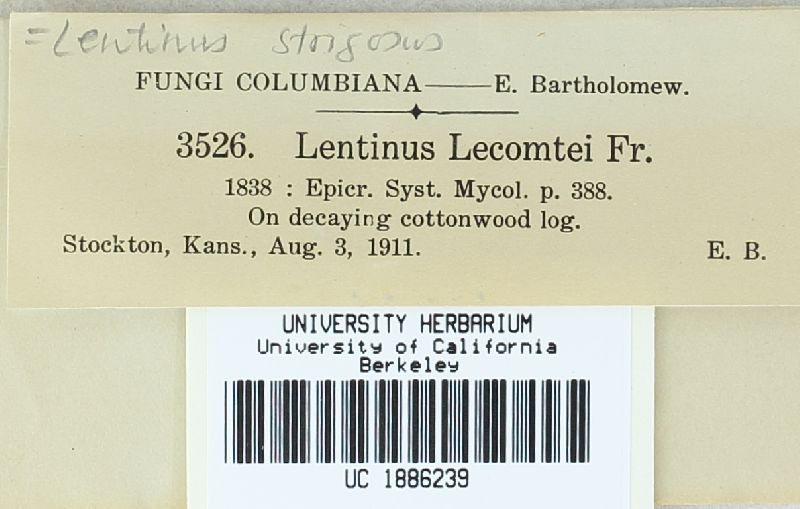 =Lentinus strigosus
FUNGI COLUMBIANA——E. Bartholomew.
3526. Lentinus Lecomtei Fr.
1838 : Epicr. Syst. Mycol. p. 388.
On decaying cottonwood log.
Stockton, Kans., Aug. 3, 1911. E. B.
UNIVERSITY HERBARIUM
University of California
Berkeley
UC 1886239